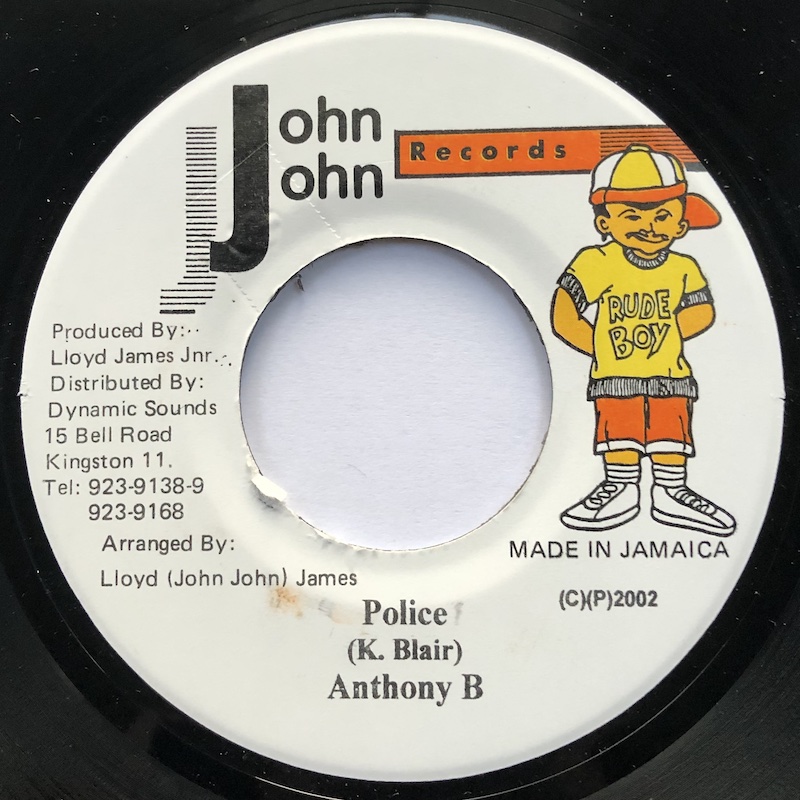 John
John
Records
RUDE
BOY
Produced By:
Lloyd James Jnr.
Distributed By:
Dynamic Sounds
15 Bell Road
Kingston 11.
Tel: 923-9138-9
923-9168
Arranged By:
Lloyd (John John) James
MADE IN JAMAICA
(C)(P)2002
Police
(K. Blair)
Anthony B